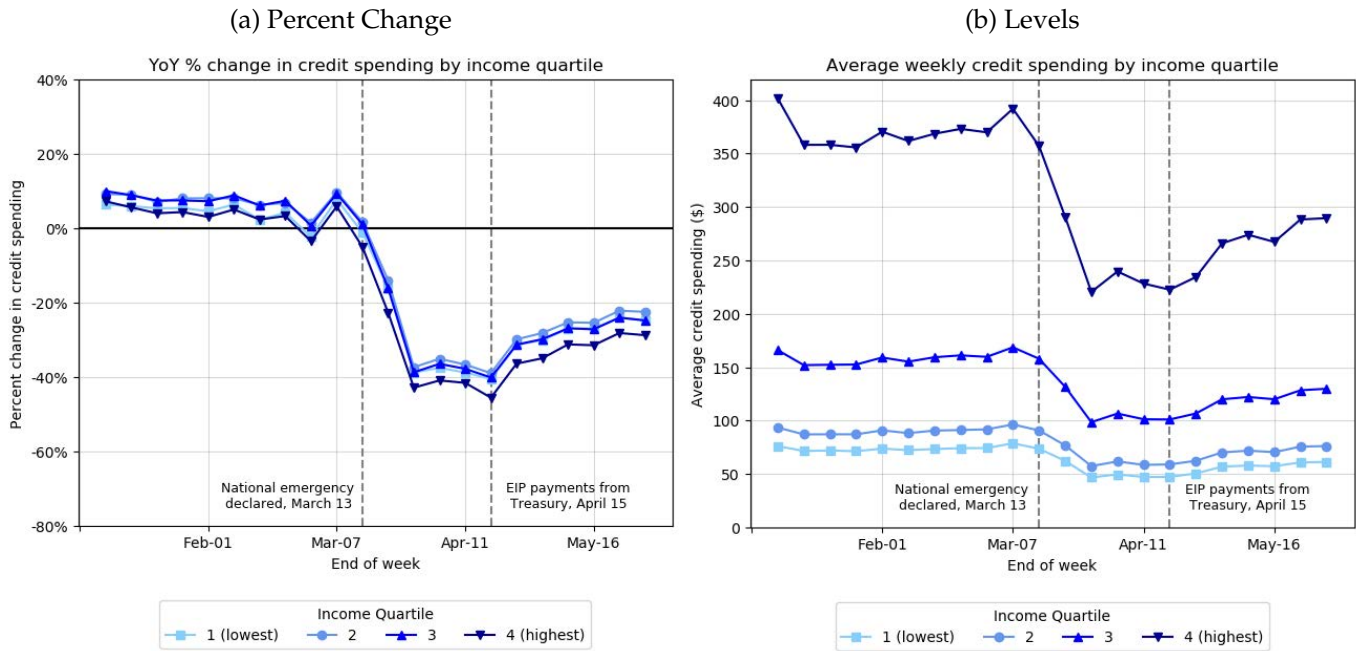 (a) Percent Change
YoY % change in credit spending by income quartile
40%
20%
0%
-20%
-40%
-60%
-80%
Percent change in credit spending
National emergency
declared, March 13
EIP payments from
Treasury, April 15
Feb-01
Mar-07
Apr-11
May-16
End of week
Income Quartile
1 (lowest)
2
3
4 (highest)
(b) Levels
Average weekly credit spending by income quartile
400
350
300
250
200
150
100
50
0
Average credit spending ($)
National emergency
declared, March 13
EIP payments from
Treasury, April 15
Feb-01
Mar-07
Apr-11
May-16
End of week
Income Quartile
1 (lowest)
2
3
4 (highest)